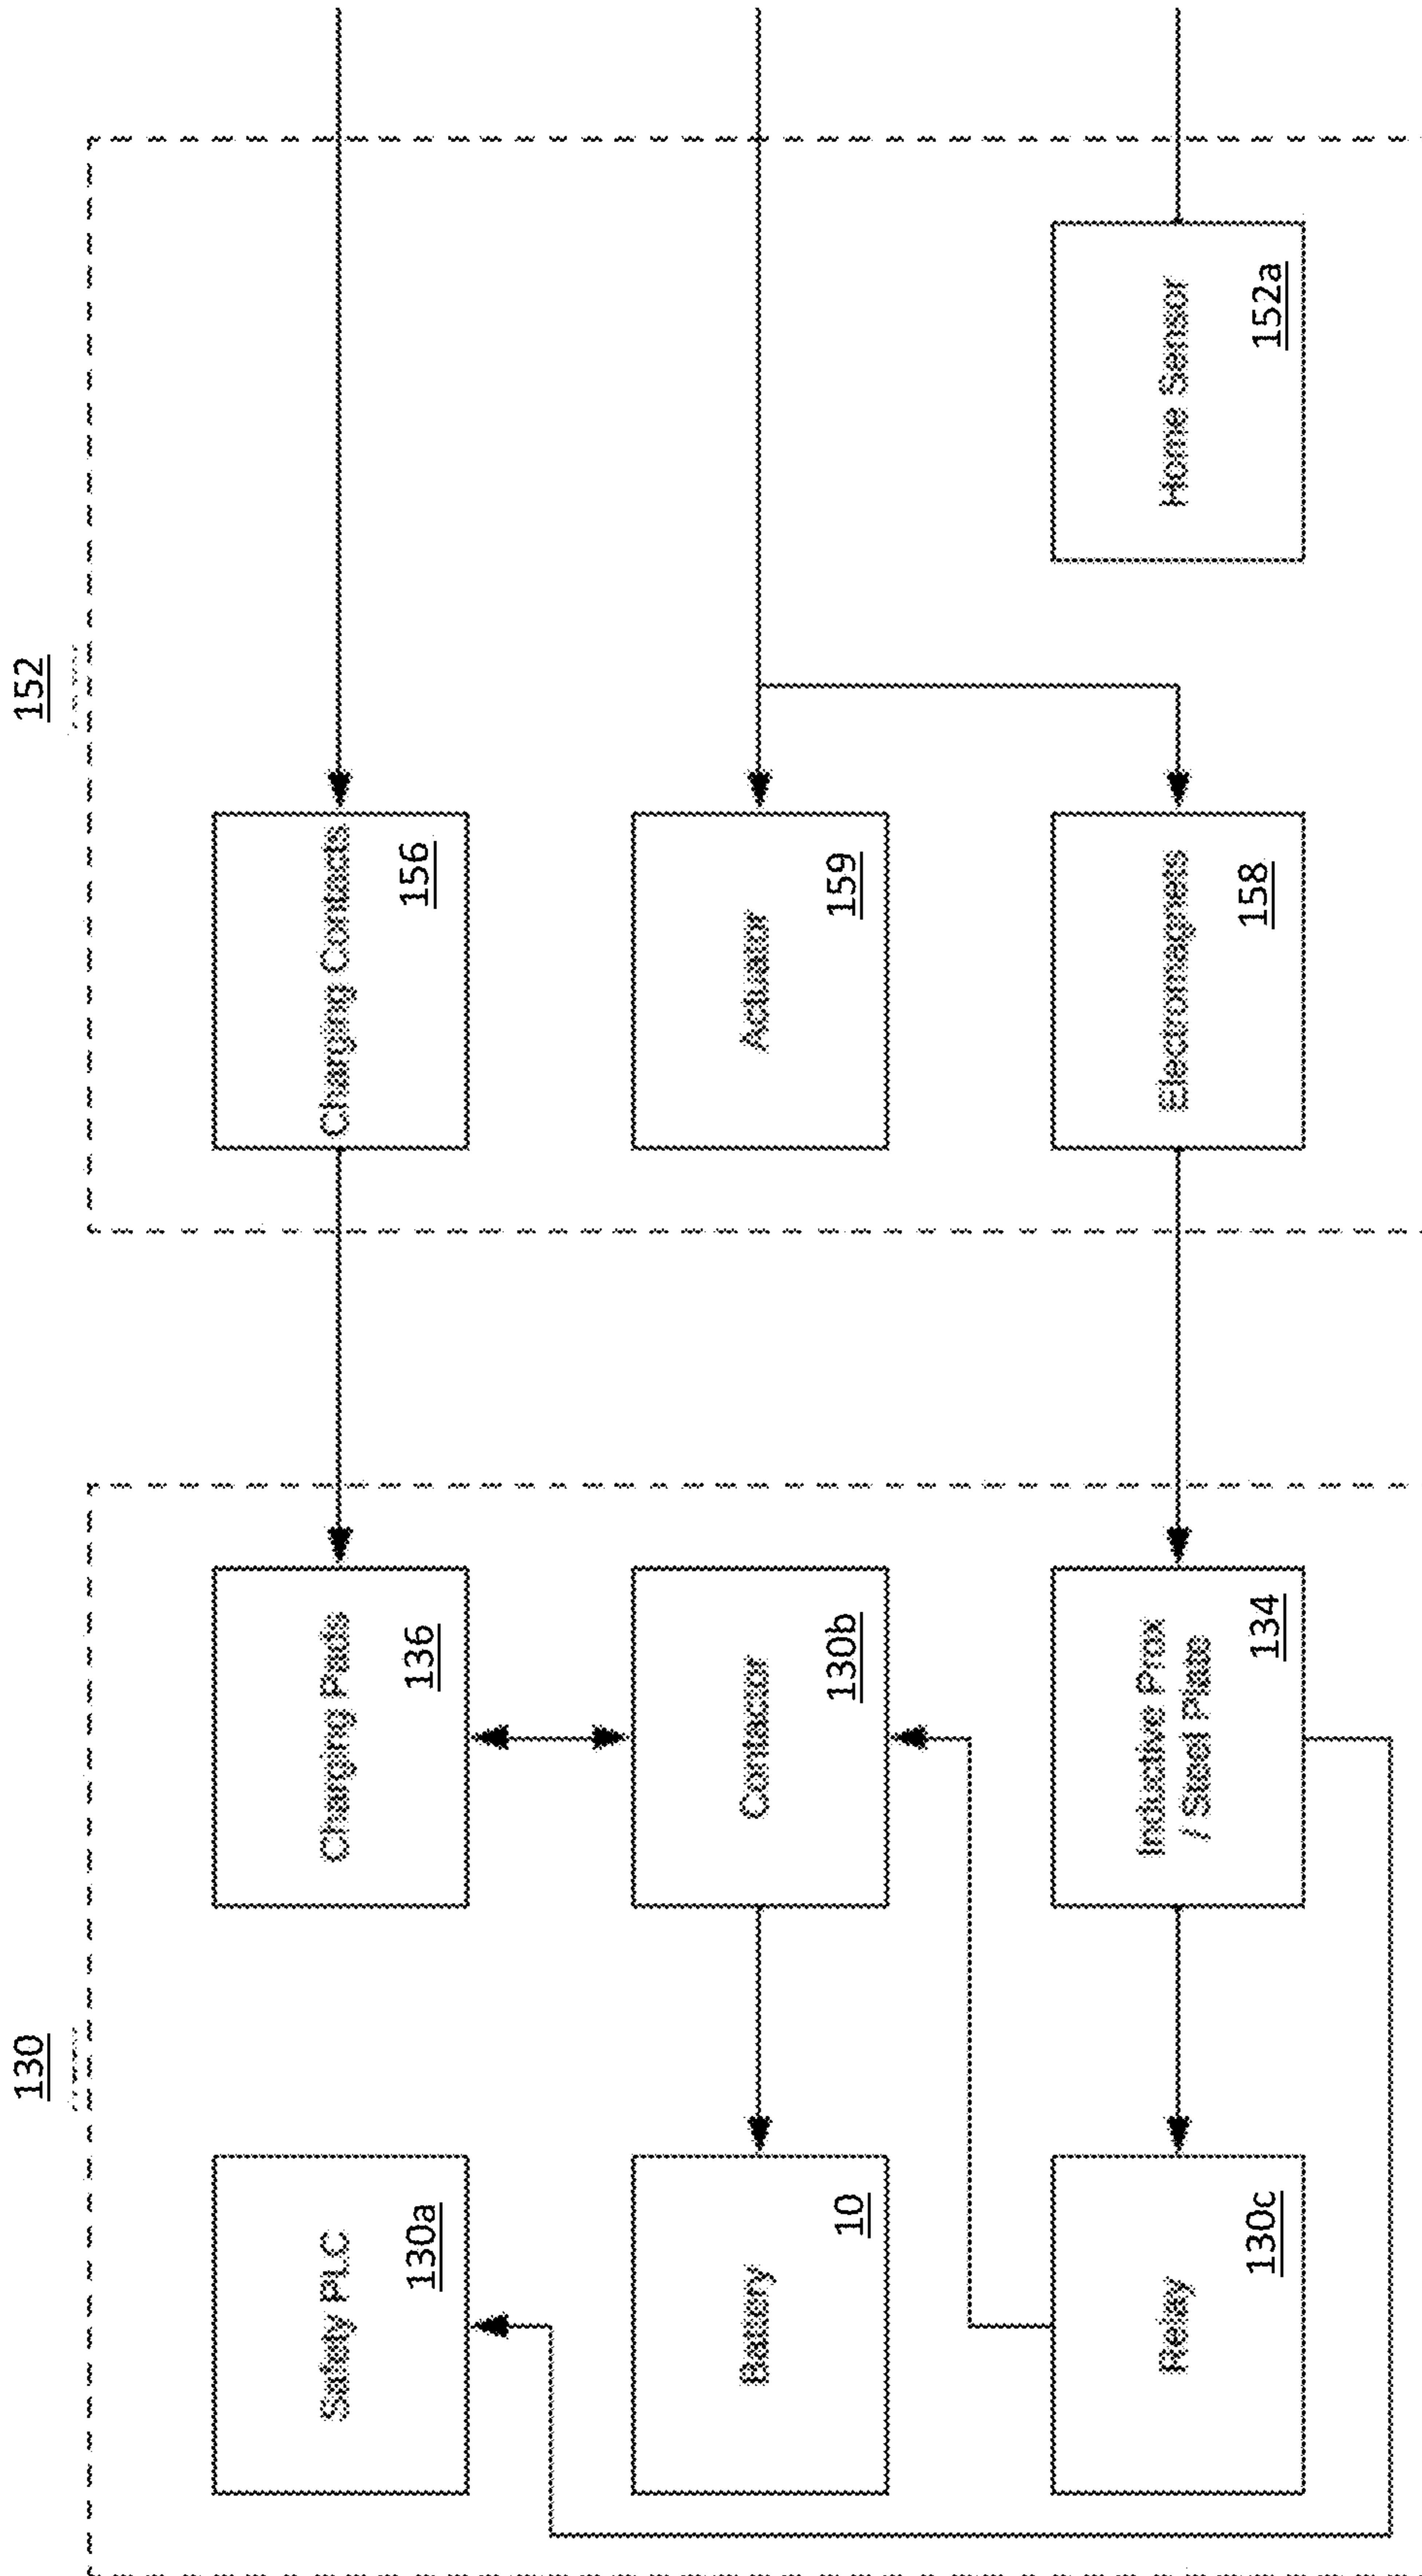 130
152
Safety PLC
130a
Charging Pads
136
Charging Contacts
156
Battery
10
Contactor
130b
Actuator
159
Relay
130c
Inductive Prox
/ Steel Plate
134
Electromagnets
158
Home Sensor
152a